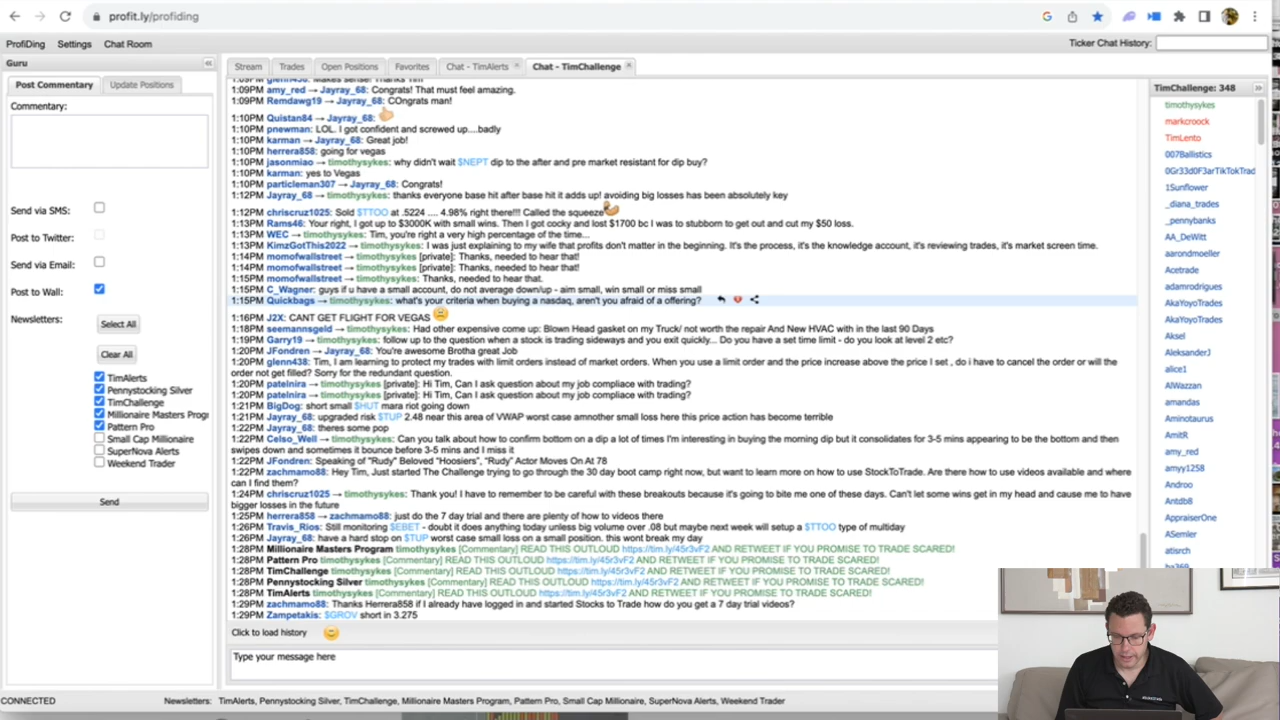 profit.ly/profiding
ProfiDing Settings Chat Room
Ticker Chat History:
Guru
Stream Trades Open Positions Favorites Chat - TimAlerts Chat - TimChallenge
Post Commentary Update Positions
Commentary:
Send via SMS:
Post to Twitter:
Send via Email:
Post to Wall:
Newsletters:
Select All
Clear All
TimAlerts
Pennystocking Silver
TimChallenge
Millionaire Masters Progr
Pattern Pro
Small Cap Millionaire
SuperNova Alerts
Weekend Trader
Send
1:09PM glenn438: Makes sense! Thanks Tim
1:09PM amy_red → Jayray_68: Congrats! That must feel amazing.
1:09PM Remdawg19 → Jayray_68: COngrats man!
1:10PM Quistan84 → Jayray_68:
1:10PM pnewman: LOL. I got confident and screwed up....badly
1:10PM karman → Jayray_68: Great job!
1:10PM herrera858: going for vegas
1:10PM jasonmiao → timothysykes: why didn't wait $NEPT dip to the after and pre market resistant for dip buy?
1:10PM karman: yes to Vegas
1:10PM particleman307 → Jayray_68: Congrats!
1:12PM Jayray_68 → timothysykes: thanks everyone base hit after base hit it adds up! avoiding big losses has been absolutely key
1:12PM chriscruz1025: Sold $TTOO at .5224 .... 4.98% right there!!! Called the squeeze
1:13PM Rams46: Your right, I got up to $3000K with small wins. Then I got cocky and lost $1700 bc I was to stubborn to get out and cut my $50 loss.
1:13PM WEC → timothysykes: Tim, you're right a very high percentage of the time...
1:13PM KimzGotThis2022 → timothysykes: I was just explaining to my wife that profits don't matter in the beginning. It's the process, it's the knowledge account, it's reviewing trades, it's market screen time.
1:14PM momofwallstreet → timothysykes [private]: Thanks, needed to hear that!
1:14PM momofwallstreet → timothysykes [private]: Thanks, needed to hear that!
1:15PM momofwallstreet → timothysykes: Thanks, needed to hear that.
1:15PM C_Wagner: guys if u have a small account, do not average down/up - aim small, win small or miss small
1:15PM Quickbags → timothysykes: what's your criteria when buying a nasdaq, aren't you afraid of a offering?
1:16PM J2X: CANT GET FLIGHT FOR VEGAS
1:18PM seemannsgeld → timothysykes: Had other expensive come up: Blown Head gasket on my Truck/ not worth the repair And New HVAC with in the last 90 Days
1:19PM Garry19 → timothysykes: follow up to the question when a stock is trading sideways and you exit quickly... Do you have a set time limit - do you look at level 2 etc?
1:20PM JFondren → Jayray_68: You're awesome Brotha great Job
1:20PM glenn438: Tim, I am learning to protect my trades with limit orders instead of market orders. When you use a limit order and the price increase above the price I set , do i have to cancel the order or will the
order not get filled? Sorry for the redundant question.
1:20PM patelnira → timothysykes [private]: Hi Tim, Can I ask question about my job compliace with trading?
1:20PM patelnira → timothysykes [private]: Hi Tim, Can I ask question about my job compliace with trading?
1:21PM BigDog: short small $HUT mara riot going down
1:21PM Jayray_68: upgraded risk $TUP 2.48 near this area of VWAP worst case amnother small loss here this price action has become terrible
1:22PM Jayray_68: theres some pop
1:22PM Celso_Well → timothysykes: Can you talk about how to confirm bottom on a dip a lot of times I'm interesting in buying the morning dip but it consolidates for 3-5 mins appearing to be the bottom and then
swipes down and sometimes it bounce before 3-5 mins and I miss it
1:22PM JFondren: Speaking of "Rudy" Beloved "Hoosiers", "Rudy" Actor Moves On At 78
1:22PM zachmamo88: Hey Tim, Just started The Challenge trying to go through the 30 day boot camp right now, but want to learn more on how to use StockToTrade. Are there how to use videos available and where
can I find them?
1:24PM chriscruz1025 → timothysykes: Thank you! I have to remember to be careful with these breakouts because it's going to bite me one of these days. Can't let some wins get in my head and cause me to have
bigger losses in the future
1:25PM herrera858 → zachmamo88: just do the 7 day trial and there are plenty of how to videos there
1:26PM Travis_Rios: Still monitoring $EBET - doubt it does anything today unless big volume over .08 but maybe next week will setup a $TTOO type of multiday
1:26PM Jayray_68: have a hard stop on $TUP worst case small loss on a small position. this wont break my day
1:28PM Millionaire Masters Program timothysykes [Commentary] READ THIS OUTLOUD https://tim.ly/45r3vF2 AND RETWEET IF YOU PROMISE TO TRADE SCARED!
1:28PM Pattern Pro timothysykes [Commentary] READ THIS OUTLOUD https://tim.ly/45r3vF2 AND RETWEET IF YOU PROMISE TO TRADE SCARED!
1:28PM TimChallenge timothysykes [Commentary] READ THIS OUTLOUD https://tim.ly/45r3vF2 AND RETWEET IF YOU PROMISE TO TRADE SCARED!
1:28PM Pennystocking Silver timothysykes [Commentary] READ THIS OUTLOUD https://tim.ly/45r3vF2 AND RETWEET IF YOU PROMISE TO TRADE SCARED!
1:28PM TimAlerts timothysykes [Commentary] READ THIS OUTLOUD https://tim.ly/45r3vF2 AND RETWEET IF YOU PROMISE TO TRADE SCARED!
1:29PM zachmamo88: Thanks Herrera858 if I already have logged in and started Stocks to Trade how do you get a 7 day trial videos?
1:29PM Zampetakis: $GROV short in 3.275
Click to load history
Type your message here
TimChallenge: 348
timothysykes
markcroock
TimLento
007Ballistics
0Gr33d0F3arTikTokTrad
1Sunflower
_diana_trades
_pennybanks
AA_DeWitt
aarondmoeller
Acetrade
adamrodrigues
AkaYoyoTrades
AkaYoyoTrades
Aksel
AleksanderJ
alice1
AlWazzan
amandas
Aminotaurus
AmitR
amy_red
amyy1258
Androo
Antdb8
AppraiserOne
ASemler
atisrch
CONNECTED
Newsletters: TimAlerts, Pennystocking Silver, TimChallenge, Millionaire Masters Program, Pattern Pro, Small Cap Millionaire, SuperNova Alerts, Weekend Trader